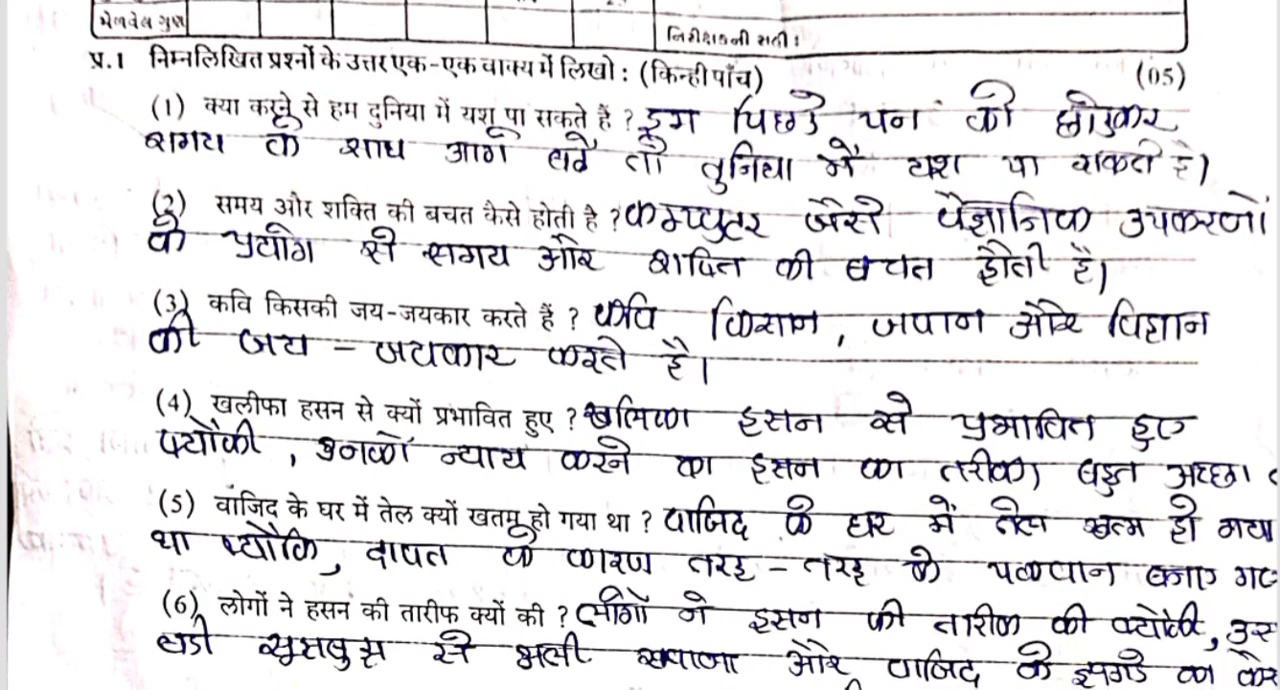 मेळवेल गुण निरीक्षकनी सही :
प्र.1 निम्नलिखित प्रश्नों के उत्तर एक-एक वाक्य में लिखो : (किन्ही पाँच) (05)
(1) क्या करने से हम दुनिया में यश पा सकते हैं ? हम पिछडे पन को छोडकर
समय के साथ आगे बढे तो दुनिया में यश पा सकते है।
(2) समय और शक्ति की बचत कैसे होती है ? कम्प्युटर जैसे वैज्ञानिक उपकरणों
के प्रयोग से समय और शक्ति की बचत होती है।
(3) कवि किसकी जय-जयकार करते हैं ? कवि किसान, जवान और विज्ञान
की जय - जयकार करते है।
(4) खलीफा हसन से क्यों प्रभावित हुए ? खलिफा हसन से प्रभावित हुए
क्योंकी, उनको न्याय करने का हसन का तरीका बहुत अच्छा
(5) वाजिद के घर में तेल क्यों खतम हो गया था ? वाजिद के घर में तेल खत्म हो गया
था क्योंकि, दावत के कारण तरह - तरह के पकवान बनाए
(6) लोगों ने हसन की तारीफ क्यों की ? लोगों ने हसन की तारीफ की क्योंकी,
बडी सुझबुझ से अली ख्वाजा और वाजिद के झगडे का